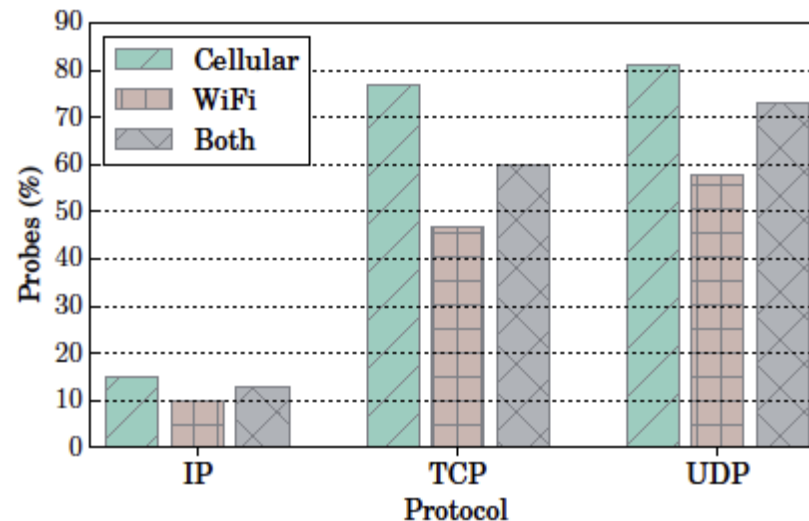 90
80
70
60
50
40
30
20
10
0
Probes (%)
Cellular
WiFi
Both
IP TCP UDP
Protocol